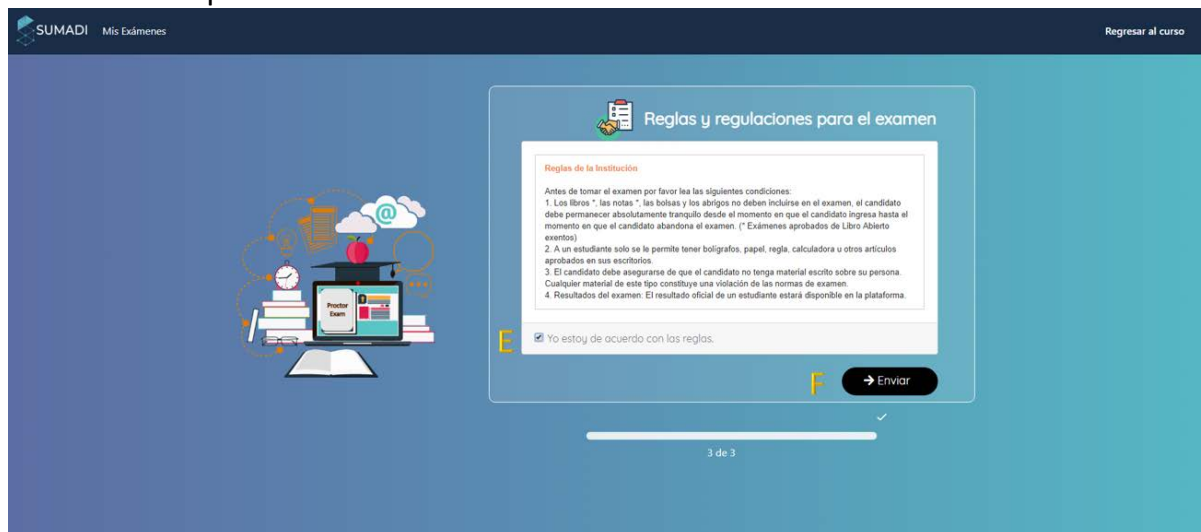 SUMADI Mis Exámenes Regresar al curso
Reglas y regulaciones para el examen
Reglas de la Institución
Antes de tomar el examen por favor lea las siguientes condiciones:
1. Los libros *, las notas *, las bolsas y los abrigos no deben incluirse en el examen, el candidato
debe permanecer absolutamente tranquilo desde el momento en que el candidato ingresa hasta el
momento en que el candidato abandona el examen. (* Exámenes aprobados de Libro Abierto
exentos)
2. A un estudiante solo se le permite tener bolígrafos, papel, regla, calculadora u otros artículos
aprobados en sus escritorios.
3. El candidato debe asegurarse de que el candidato no tenga material escrito sobre su persona.
Cualquier material de este tipo constituye una violación de las normas de examen.
4. Resultados del examen: El resultado oficial de un estudiante estará disponible en la plataforma.
@
Proctor
Exam
E Yo estoy de acuerdo con las reglas.
F Enviar
3 de 3